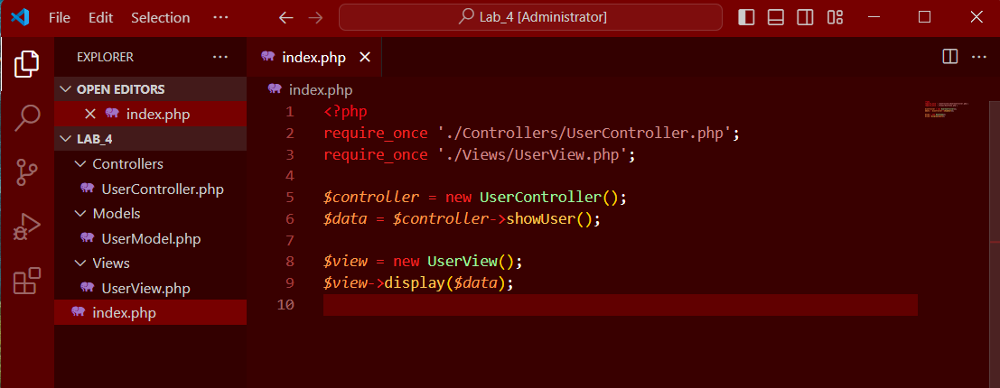 File Edit Selection ··· Lab_4 [Administrator]
EXPLORER ···
OPEN EDITORS
index.php
LAB_4
Controllers
UserController.php
Models
UserModel.php
Views
UserView.php
index.php
index.php
index.php
1 <?php
2 require_once './Controllers/UserController.php';
3 require_once './Views/UserView.php';
4
5 $controller = new UserController();
6 $data = $controller->showUser();
7
8 $view = new UserView();
9 $view->display($data);
10